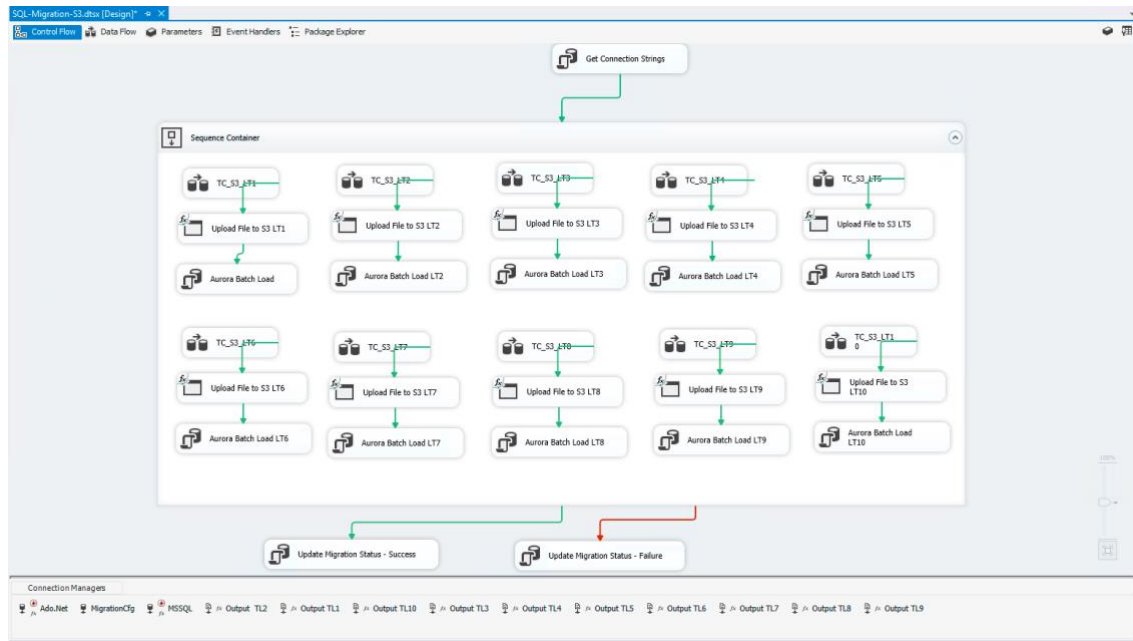 SQL-Migration-S3.dtsx [Design]*
Control Flow Data Flow Parameters Event Handlers Package Explorer
Get Connection Strings
Sequence Container
TC_S3_LT1 TC_S3_LT2 TC_S3_LT3 TC_S3_LT4 TC_S3_LT5
Upload File to S3 LT1 Upload File to S3 LT2 Upload File to S3 LT3 Upload File to S3 LT4 Upload File to S3 LT5
Aurora Batch Load Aurora Batch Load LT2 Aurora Batch Load LT3 Aurora Batch Load LT4 Aurora Batch Load LT5
TC_S3_LT6 TC_S3_LT7 TC_S3_LT8 TC_S3_LT9 TC_S3_LT1
0
Upload File to S3 LT6 Upload File to S3 LT7 Upload File to S3 LT8 Upload File to S3 LT9 Upload File to S3
LT10
Aurora Batch Load LT6 Aurora Batch Load LT7 Aurora Batch Load LT8 Aurora Batch Load LT9 Aurora Batch Load
LT10
100%
Update Migration Status - Success Update Migration Status - Failure
Connection Managers
Ado.Net MigrationCfg MSSQL Output TL2 Output TL1 Output TL10 Output TL3 Output TL4 Output TL5 Output TL6 Output TL7 Output TL8 Output TL9